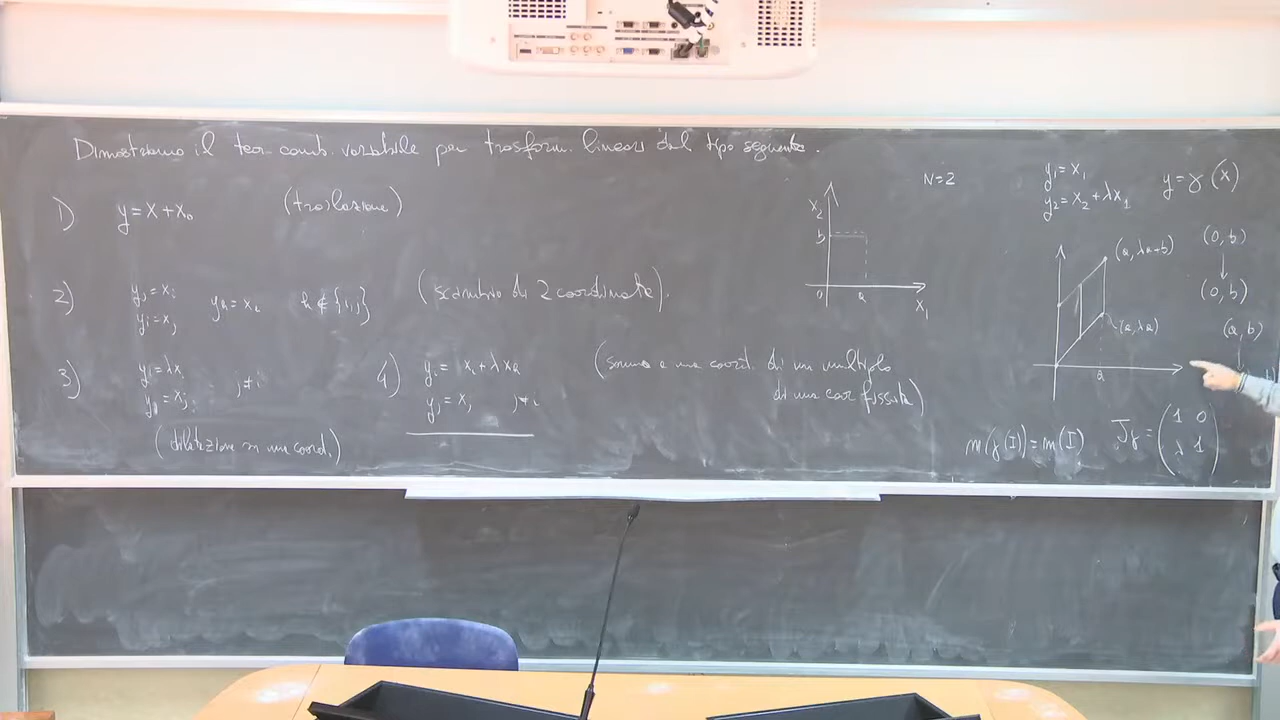 Dimostriamo il teor. camb. variabile per trasform. lineari del tipo seguente.
1) y = x + x₀ (traslazione)
2) yⱼ = xᵢ
yᵢ = xⱼ
yₕ = xₕ h ∉ {i,j} (scambio di 2 coordinate).
3) yᵢ = λxᵢ
yⱼ = xⱼ j≠i
(dilatazione in una coord.)
4) yᵢ = xᵢ + λxₖ
yⱼ = xⱼ j≠i
(somma a una coord. di un multiplo
di una coor fissata)
x₂
b
0 a x₁
N=2
y₁ = x₁
y₂ = x₂ + λx₁
y = γ(x)
(a, λa+b)
(a, λa)
a
(0, b)
↓
(0, b)
(a, b)
m(γ(I)) = m(I)
Jγ = (1 0
λ 1)